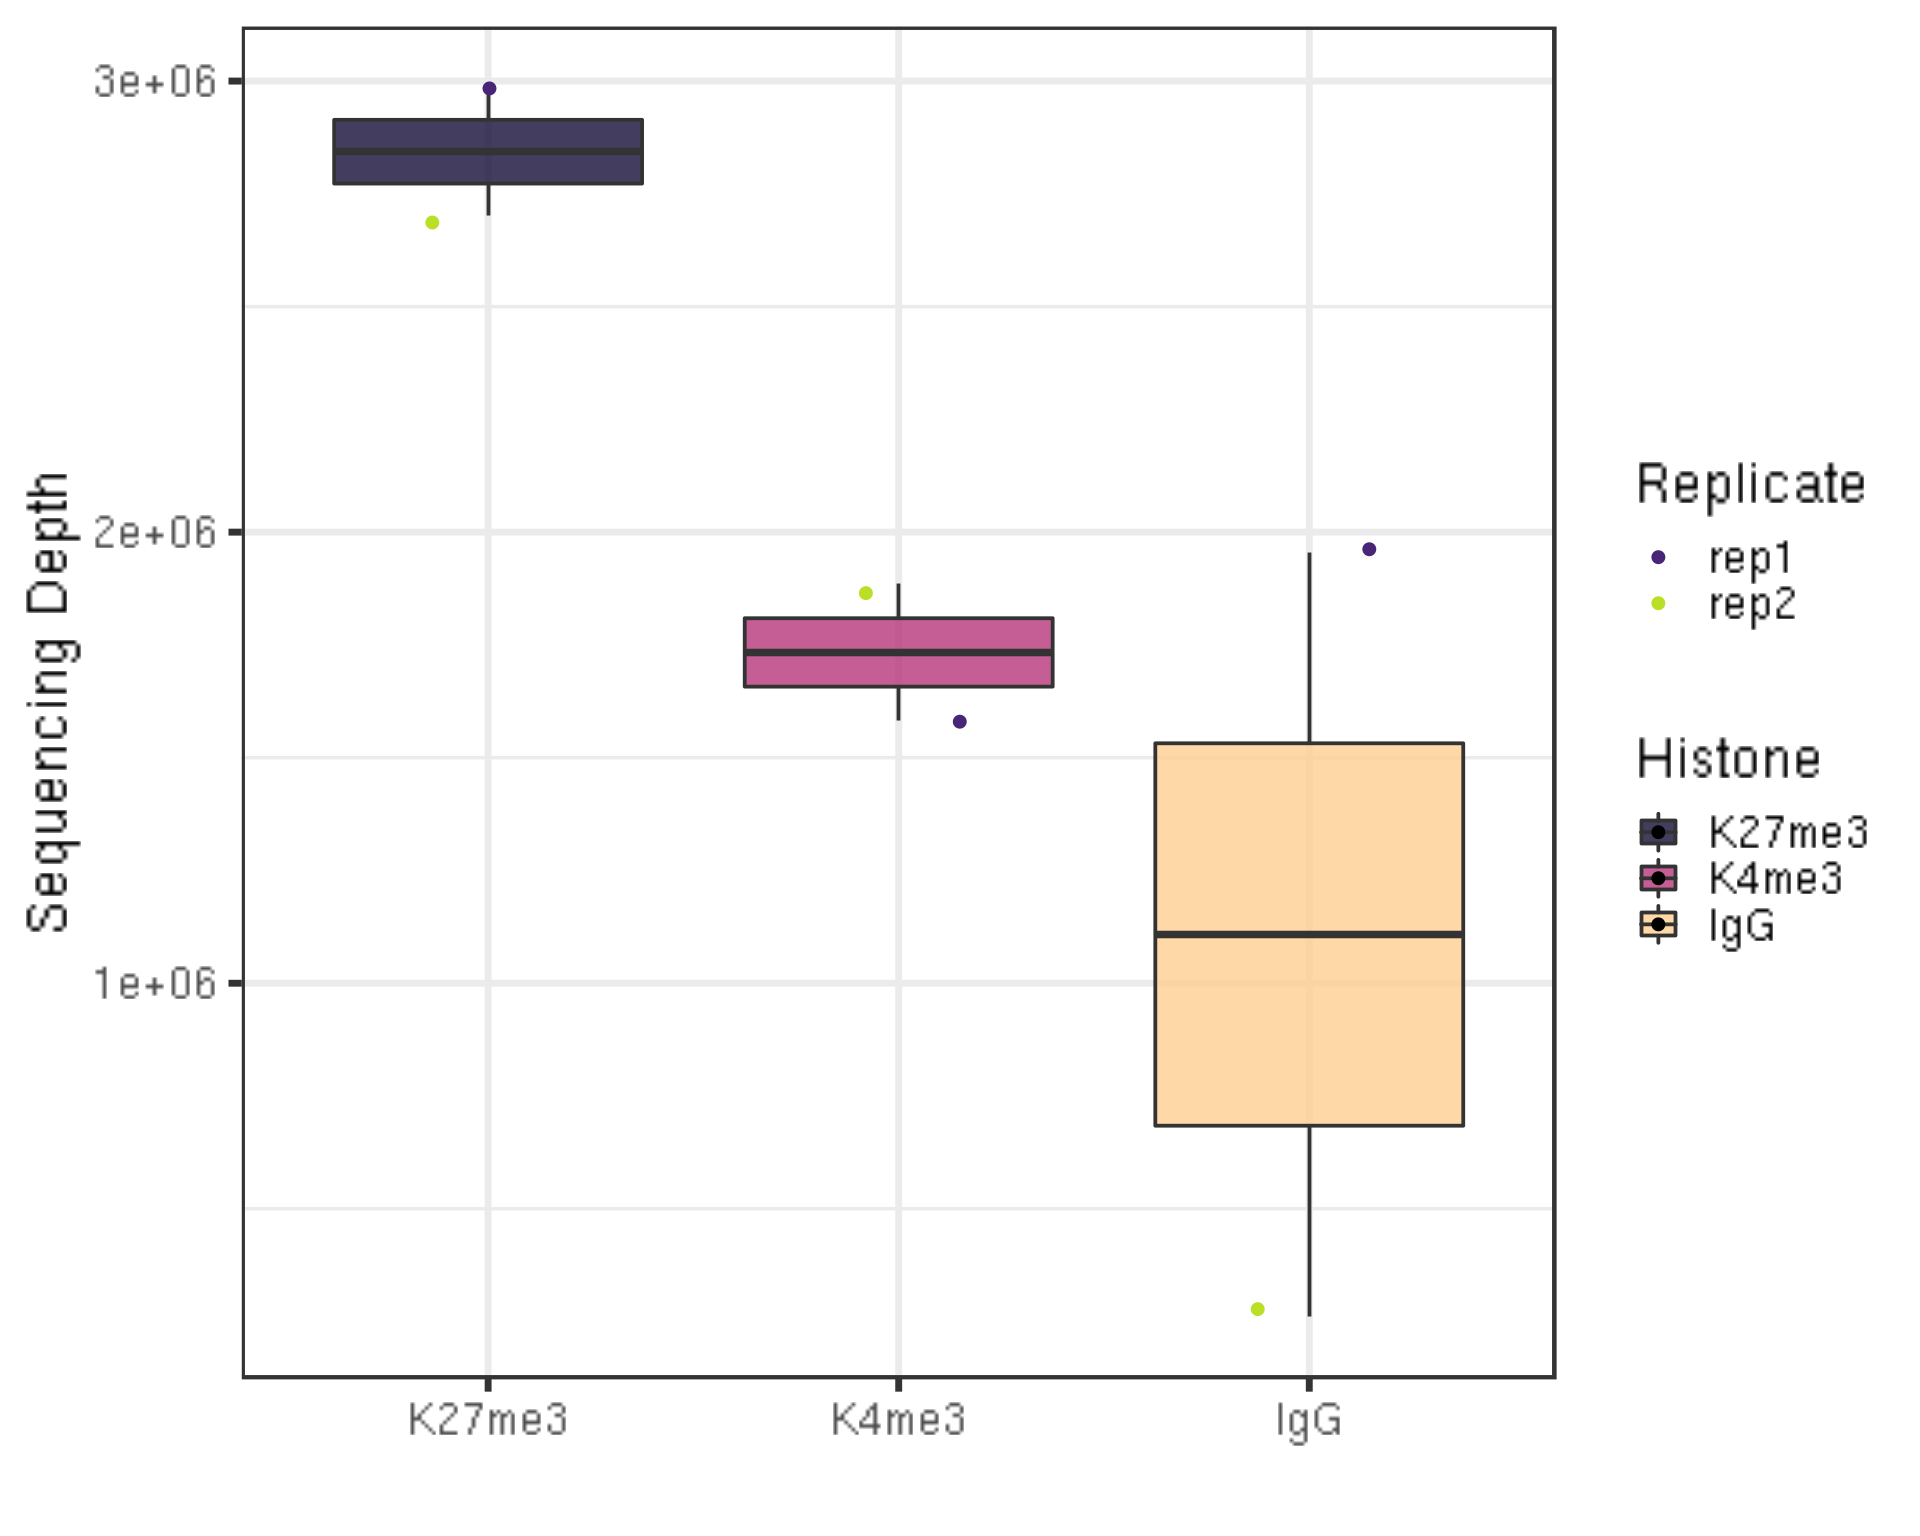 Sequencing Depth
3e+06
2e+06
1e+06
K27me3
K4me3
IgG
Replicate
rep1
rep2
Histone
K27me3
K4me3
IgG